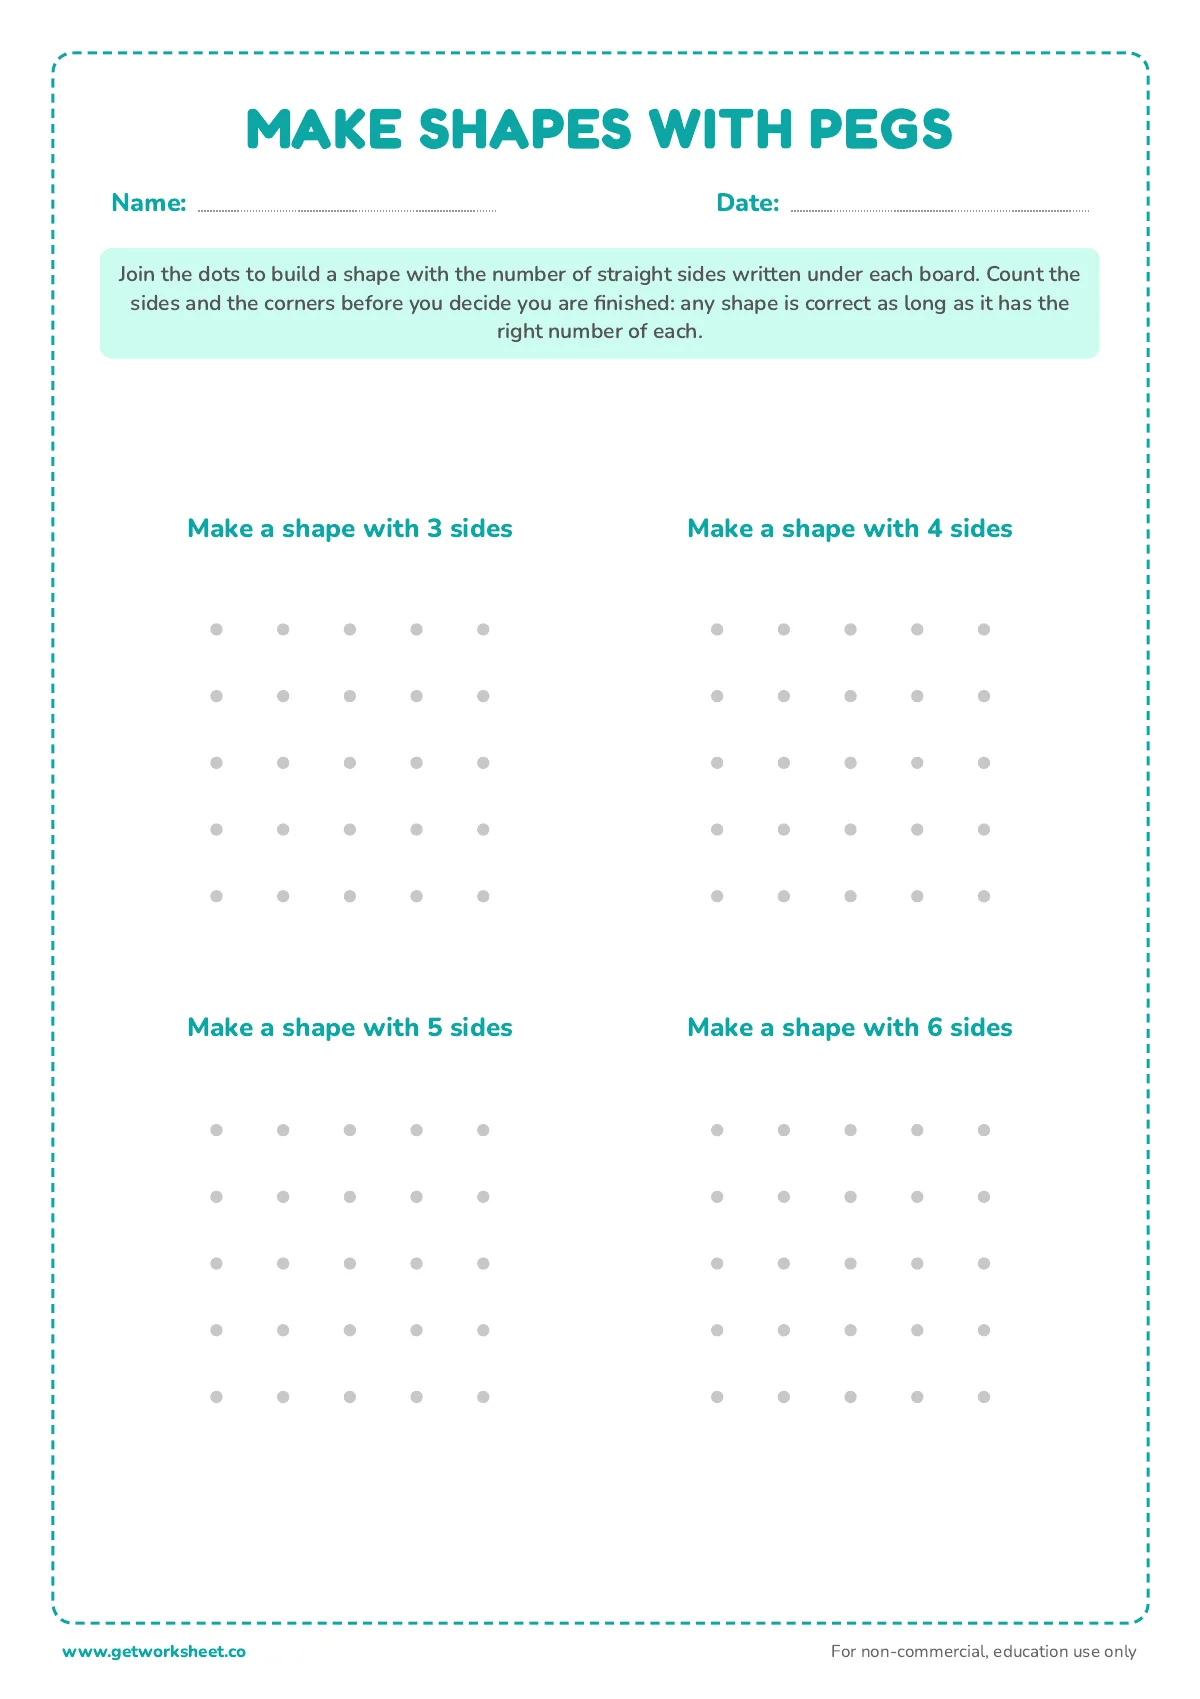 MAKE SHAPES WITH PEGS
Name:
Date:
Join the dots to build a shape with the number of straight sides written under each board. Count the
sides and the corners before you decide you are finished: any shape is correct as long as it has the
right number of each.
Make a shape with 3 sides
Make a shape with 4 sides
Make a shape with 5 sides
Make a shape with 6 sides
www.getworksheet.co
For non-commercial, education use only